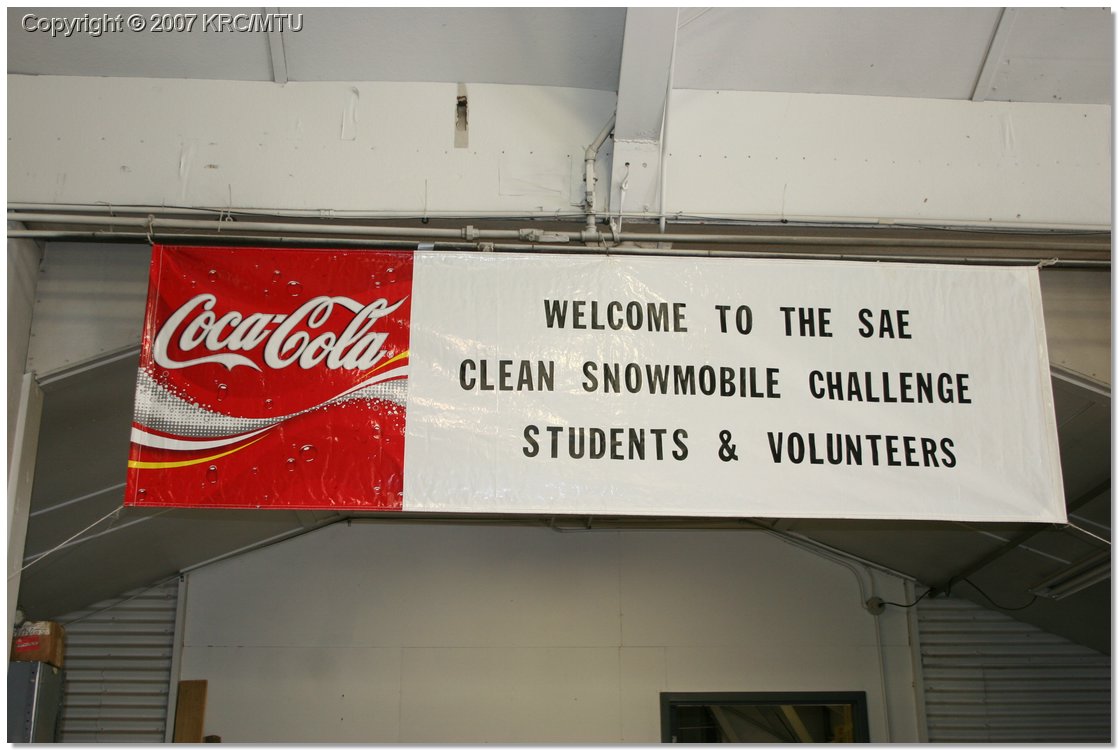 Copyright © 2007 KRC/MTU
Coca-Cola
WELCOME TO THE SAE
CLEAN SNOWMOBILE CHALLENGE
STUDENTS & VOLUNTEERS